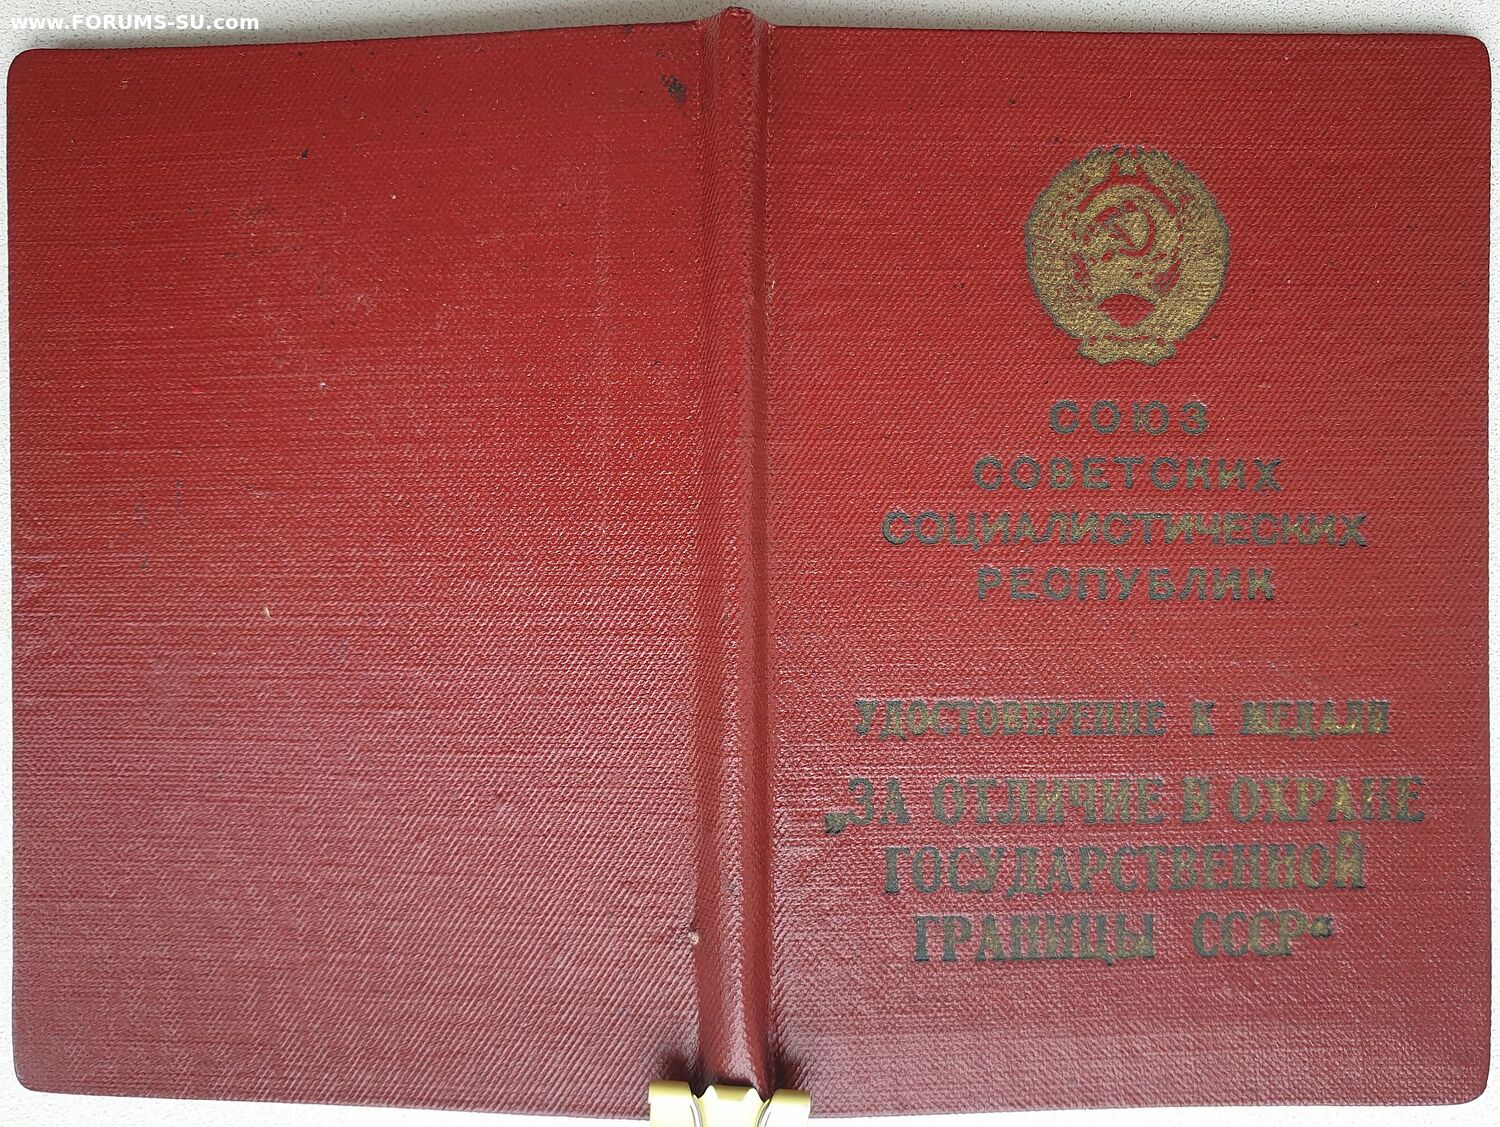 www.FORUMS-SU.com
СОЮЗ
СОВЕТСКИХ
СОЦИАЛИСТИЧЕСКИХ
РЕСПУБЛИК
УДОСТОВЕРЕНИЕ К МЕДАЛИ
„ЗА ОТЛИЧИЕ В ОХРАНЕ
ГОСУДАРСТВЕННОЙ
ГРАНИЦЫ СССР“